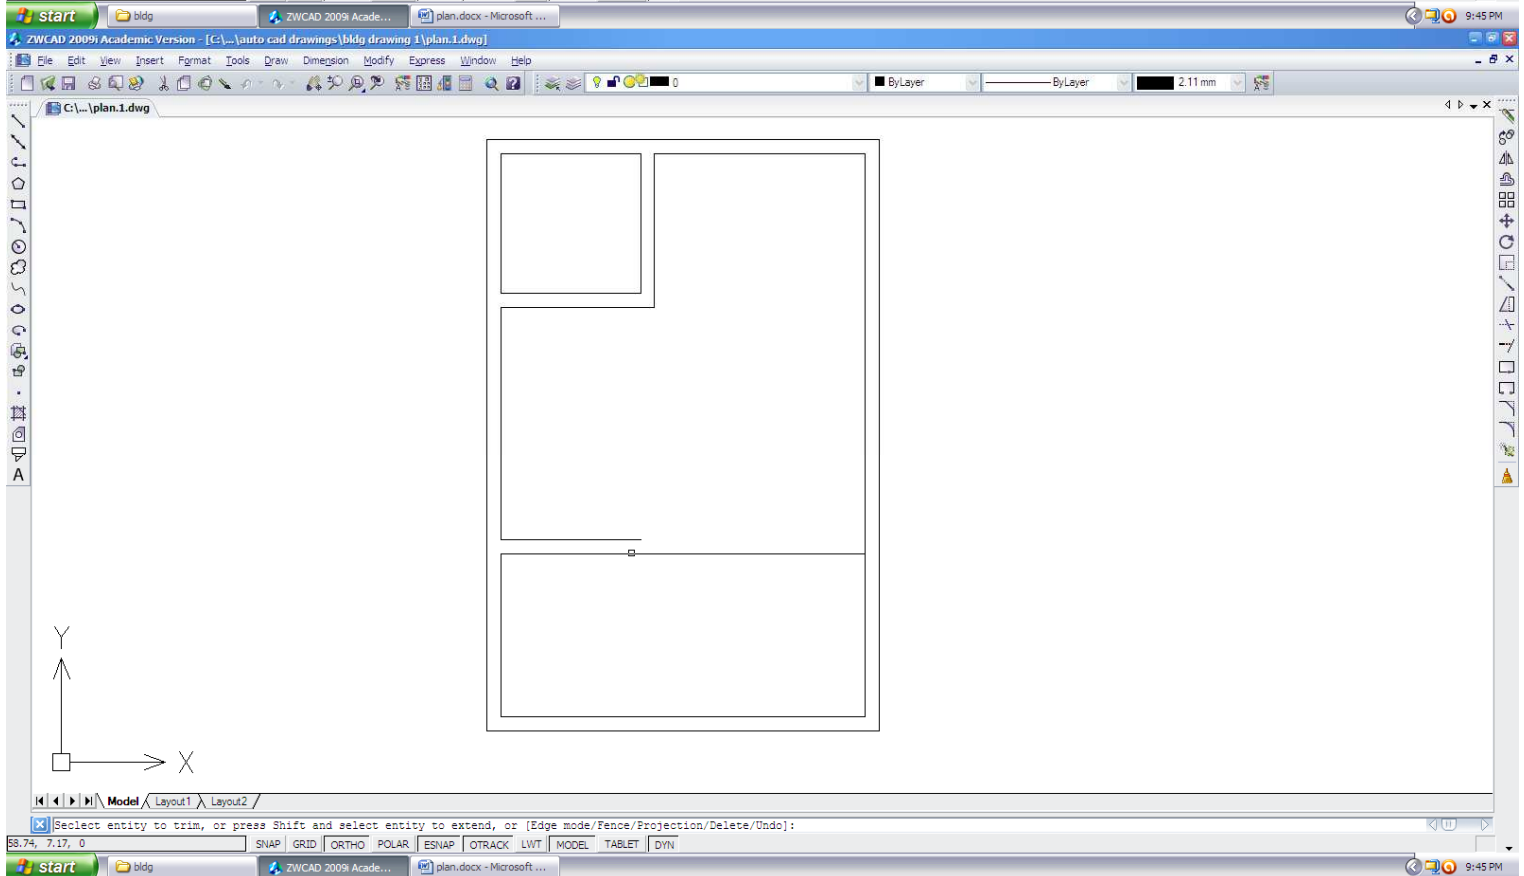 start bldg ZWCAD 2009i Acade... plan.docx - Microsoft ... 9:45 PM
ZWCAD 2009i Academic Version - [C:\...\auto cad drawings\bldg drawing 1\plan.1.dwg]
File Edit View Insert Format Tools Draw Dimension Modify Express Window Help
0 ByLayer ByLayer 2.11 mm
C:\...\plan.1.dwg
A
Y
X
Model Layout1 Layout2
Seclect entity to trim, or press Shift and select entity to extend, or [Edge mode/Fence/Projection/Delete/Undo]:
58.74, 7.17, 0 SNAP GRID ORTHO POLAR ESNAP OTRACK LWT MODEL TABLET DYN
start bldg ZWCAD 2009i Acade... plan.docx - Microsoft ... 9:45 PM